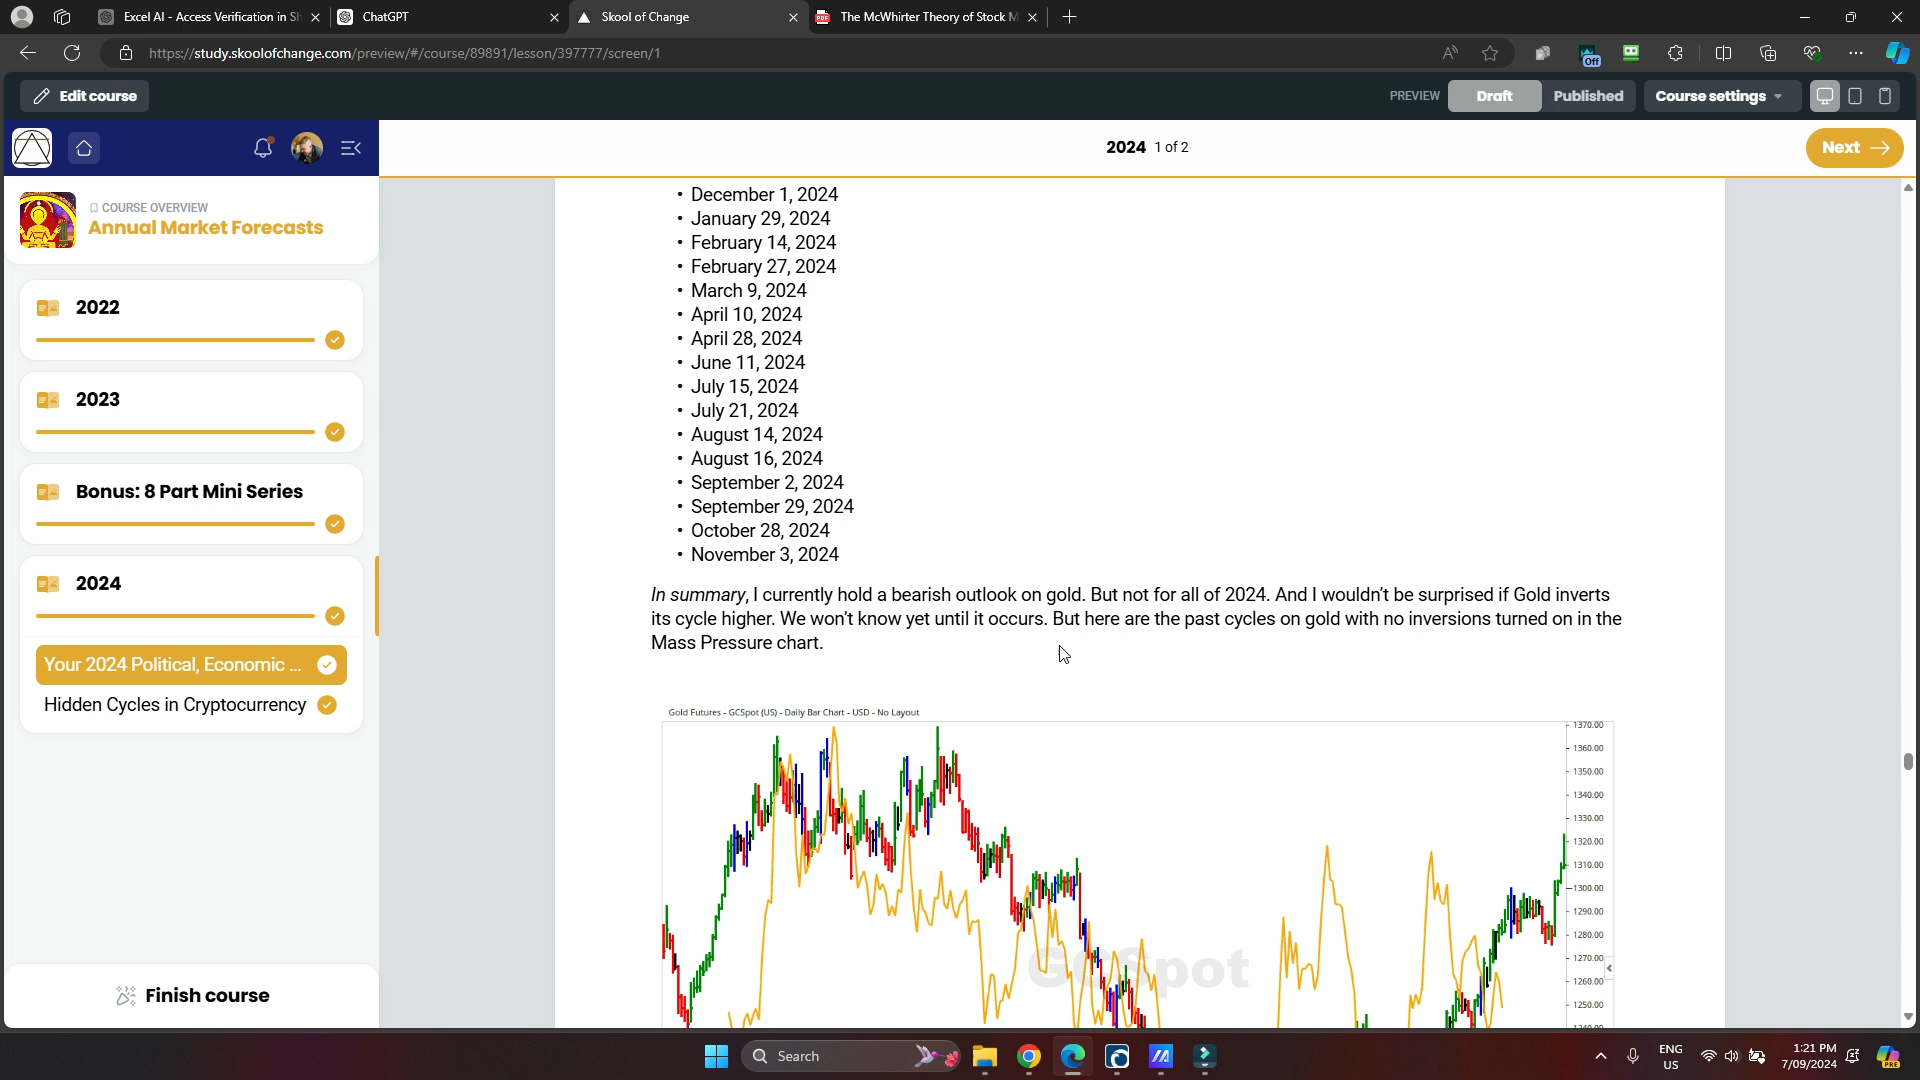 Excel AI - Access Verification in Sh
ChatGPT
Skool of Change
PDF
The McWhirter Theory of Stock M
https://study.skoolofchange.com/preview/#/course/89891/lesson/397777/screen/1
Off
Edit course
PREVIEW
Draft
Published
Course settings
2024 1 of 2
Next
COURSE OVERVIEW
Annual Market Forecasts
2022
2023
Bonus: 8 Part Mini Series
2024
Your 2024 Political, Economic ...
Hidden Cycles in Cryptocurrency
Finish course
• December 1, 2024
• January 29, 2024
• February 14, 2024
• February 27, 2024
• March 9, 2024
• April 10, 2024
• April 28, 2024
• June 11, 2024
• July 15, 2024
• July 21, 2024
• August 14, 2024
• August 16, 2024
• September 2, 2024
• September 29, 2024
• October 28, 2024
• November 3, 2024
In summary, I currently hold a bearish outlook on gold. But not for all of 2024. And I wouldn't be surprised if Gold inverts
its cycle higher. We won't know yet until it occurs. But here are the past cycles on gold with no inversions turned on in the
Mass Pressure chart.
Gold Futures - GCSpot (US) - Daily Bar Chart - USD - No Layout
1370.00
1360.00
1350.00
1340.00
1330.00
1320.00
1310.00
1300.00
1290.00
1280.00
1270.00
1260.00
1250.00
1240.00
GCSpot
Search
ENG
US
1:21 PM
7/09/2024
PRE